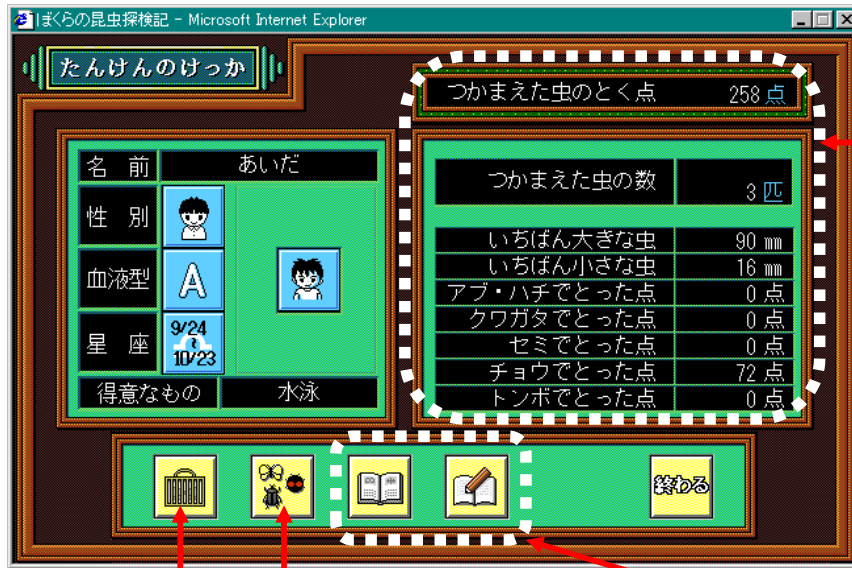 ぼくらの昆虫探検記 - Microsoft Internet Explorer
たんけんのけっか
つかまえた虫のとく点 258 点
名 前 あいだ
性 別
血液型 A
星 座 9/24 ~ 10/23
得意なもの 水泳
つかまえた虫の数 3 匹
いちばん大きな虫 90 mm
いちばん小さな虫 16 mm
アブ・ハチでとった点 0 点
クワガタでとった点 0 点
セミでとった点 0 点
チョウでとった点 72 点
トンボでとった点 0 点
終わる